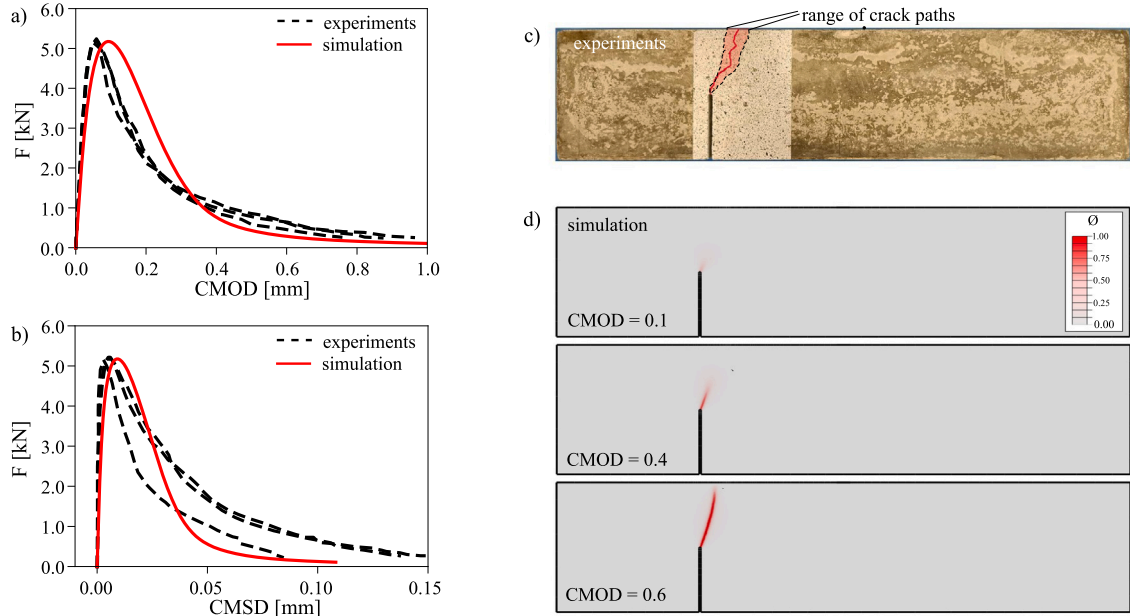 a)
6.0
5.0
4.0
3.0
2.0
1.0
0.0
F [kN]
experiments
simulation
0.0 0.2 0.4 0.6 0.8 1.0
CMOD [mm]
b)
6.0
5.0
4.0
3.0
2.0
1.0
0.0
F [kN]
experiments
simulation
0.00 0.05 0.10 0.15
CMSD [mm]
range of crack paths
c)
experiments
d)
simulation
Ø
1.00
0.75
0.50
0.25
0.00
CMOD = 0.1
CMOD = 0.4
CMOD = 0.6